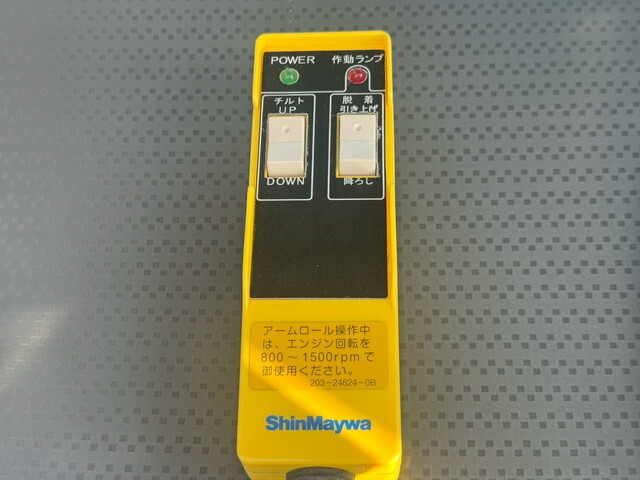 POWER 作動ランプ
チルト 脱着
UP 引き上げ
DOWN 降ろし
アームロール操作中
は、エンジン回転を
800～1500rpmで
御使用ください。
203-24624-0B
ShinMaywa